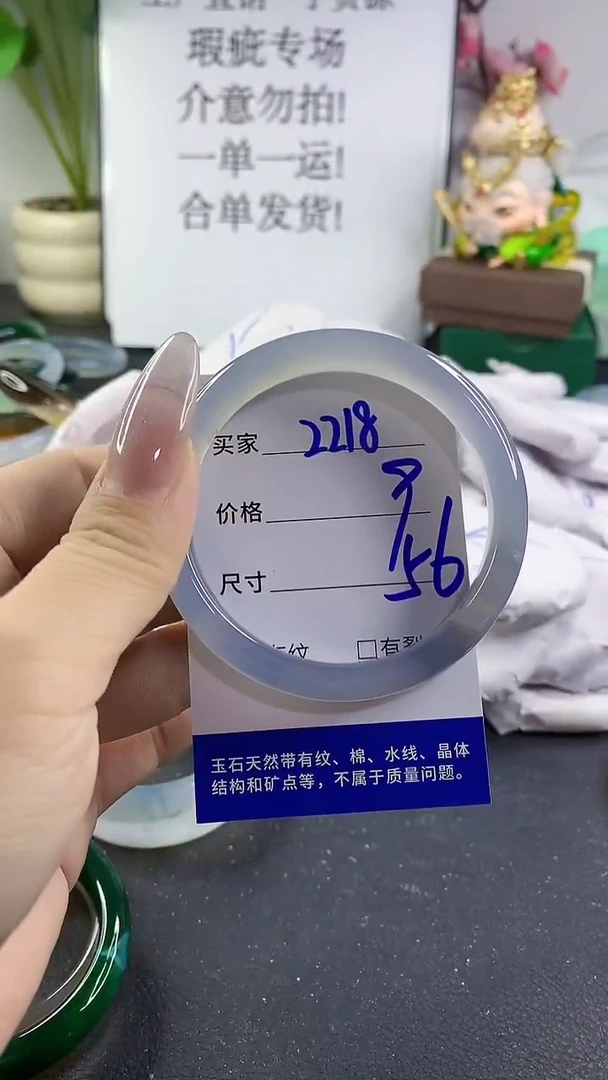 瑕疵专场
介意勿拍!
一单一运!
合单发货!
买家 2218
价格
尺寸 56
纹 □有裂
玉石天然带有纹、棉、水线、晶体
结构和矿点等，不属于质量问题。